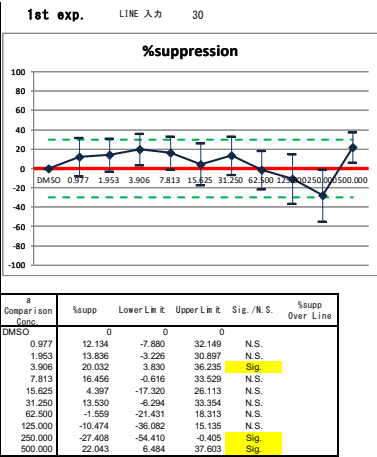 1st exp. LINE 入力 30
%suppression
100
80
60
40
20
0
-20
-40
-60
-80
-100
DMSO 0.977 1.953 3.906 7.813 15.625 31.250 62.500 125.000 250.000 500.000
a
Comparison Conc. %supp Lower Limit Upper Limit Sig./N.S. %supp Over Line
DMSO 0 0 0
0.977 12.134 -7.880 32.149 N.S.
1.953 13.836 -3.226 30.897 N.S.
3.906 20.032 3.830 36.235 Sig.
7.813 16.456 -0.616 33.529 N.S.
15.625 4.397 -17.320 26.113 N.S.
31.250 13.530 -6.294 33.354 N.S.
62.500 -1.559 -21.431 18.313 N.S.
125.000 -10.474 -36.082 15.135 N.S.
250.000 -27.408 -54.410 -0.405 Sig.
500.000 22.043 6.484 37.603 Sig.